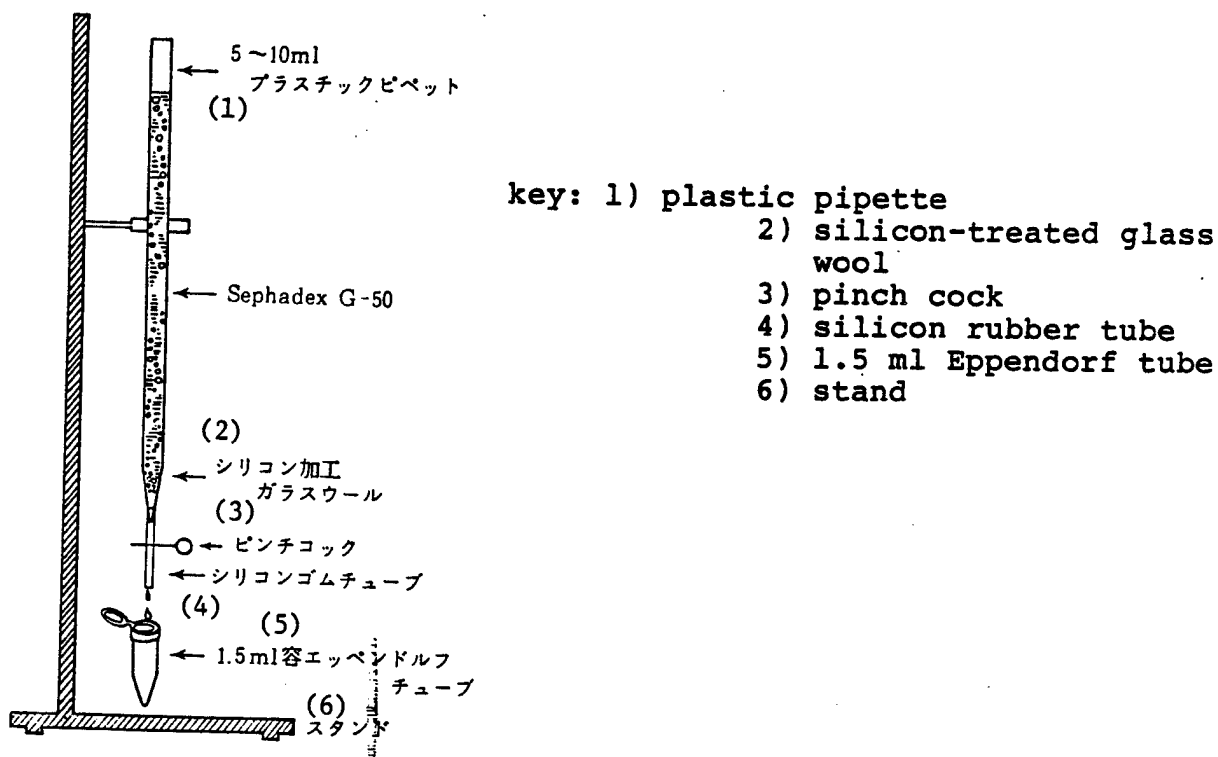 5～10ml
プラスチックピペット
(1)
Sephadex G-50
(2)
シリコン加工
ガラスウール
(3)
ピンチコック
シリコンゴムチューブ
(4)
(5)
1.5ml容エッペンドルフ
チューブ
(6)
スタンド
key: 1) plastic pipette
2) silicon-treated glass
wool
3) pinch cock
4) silicon rubber tube
5) 1.5 ml Eppendorf tube
6) stand